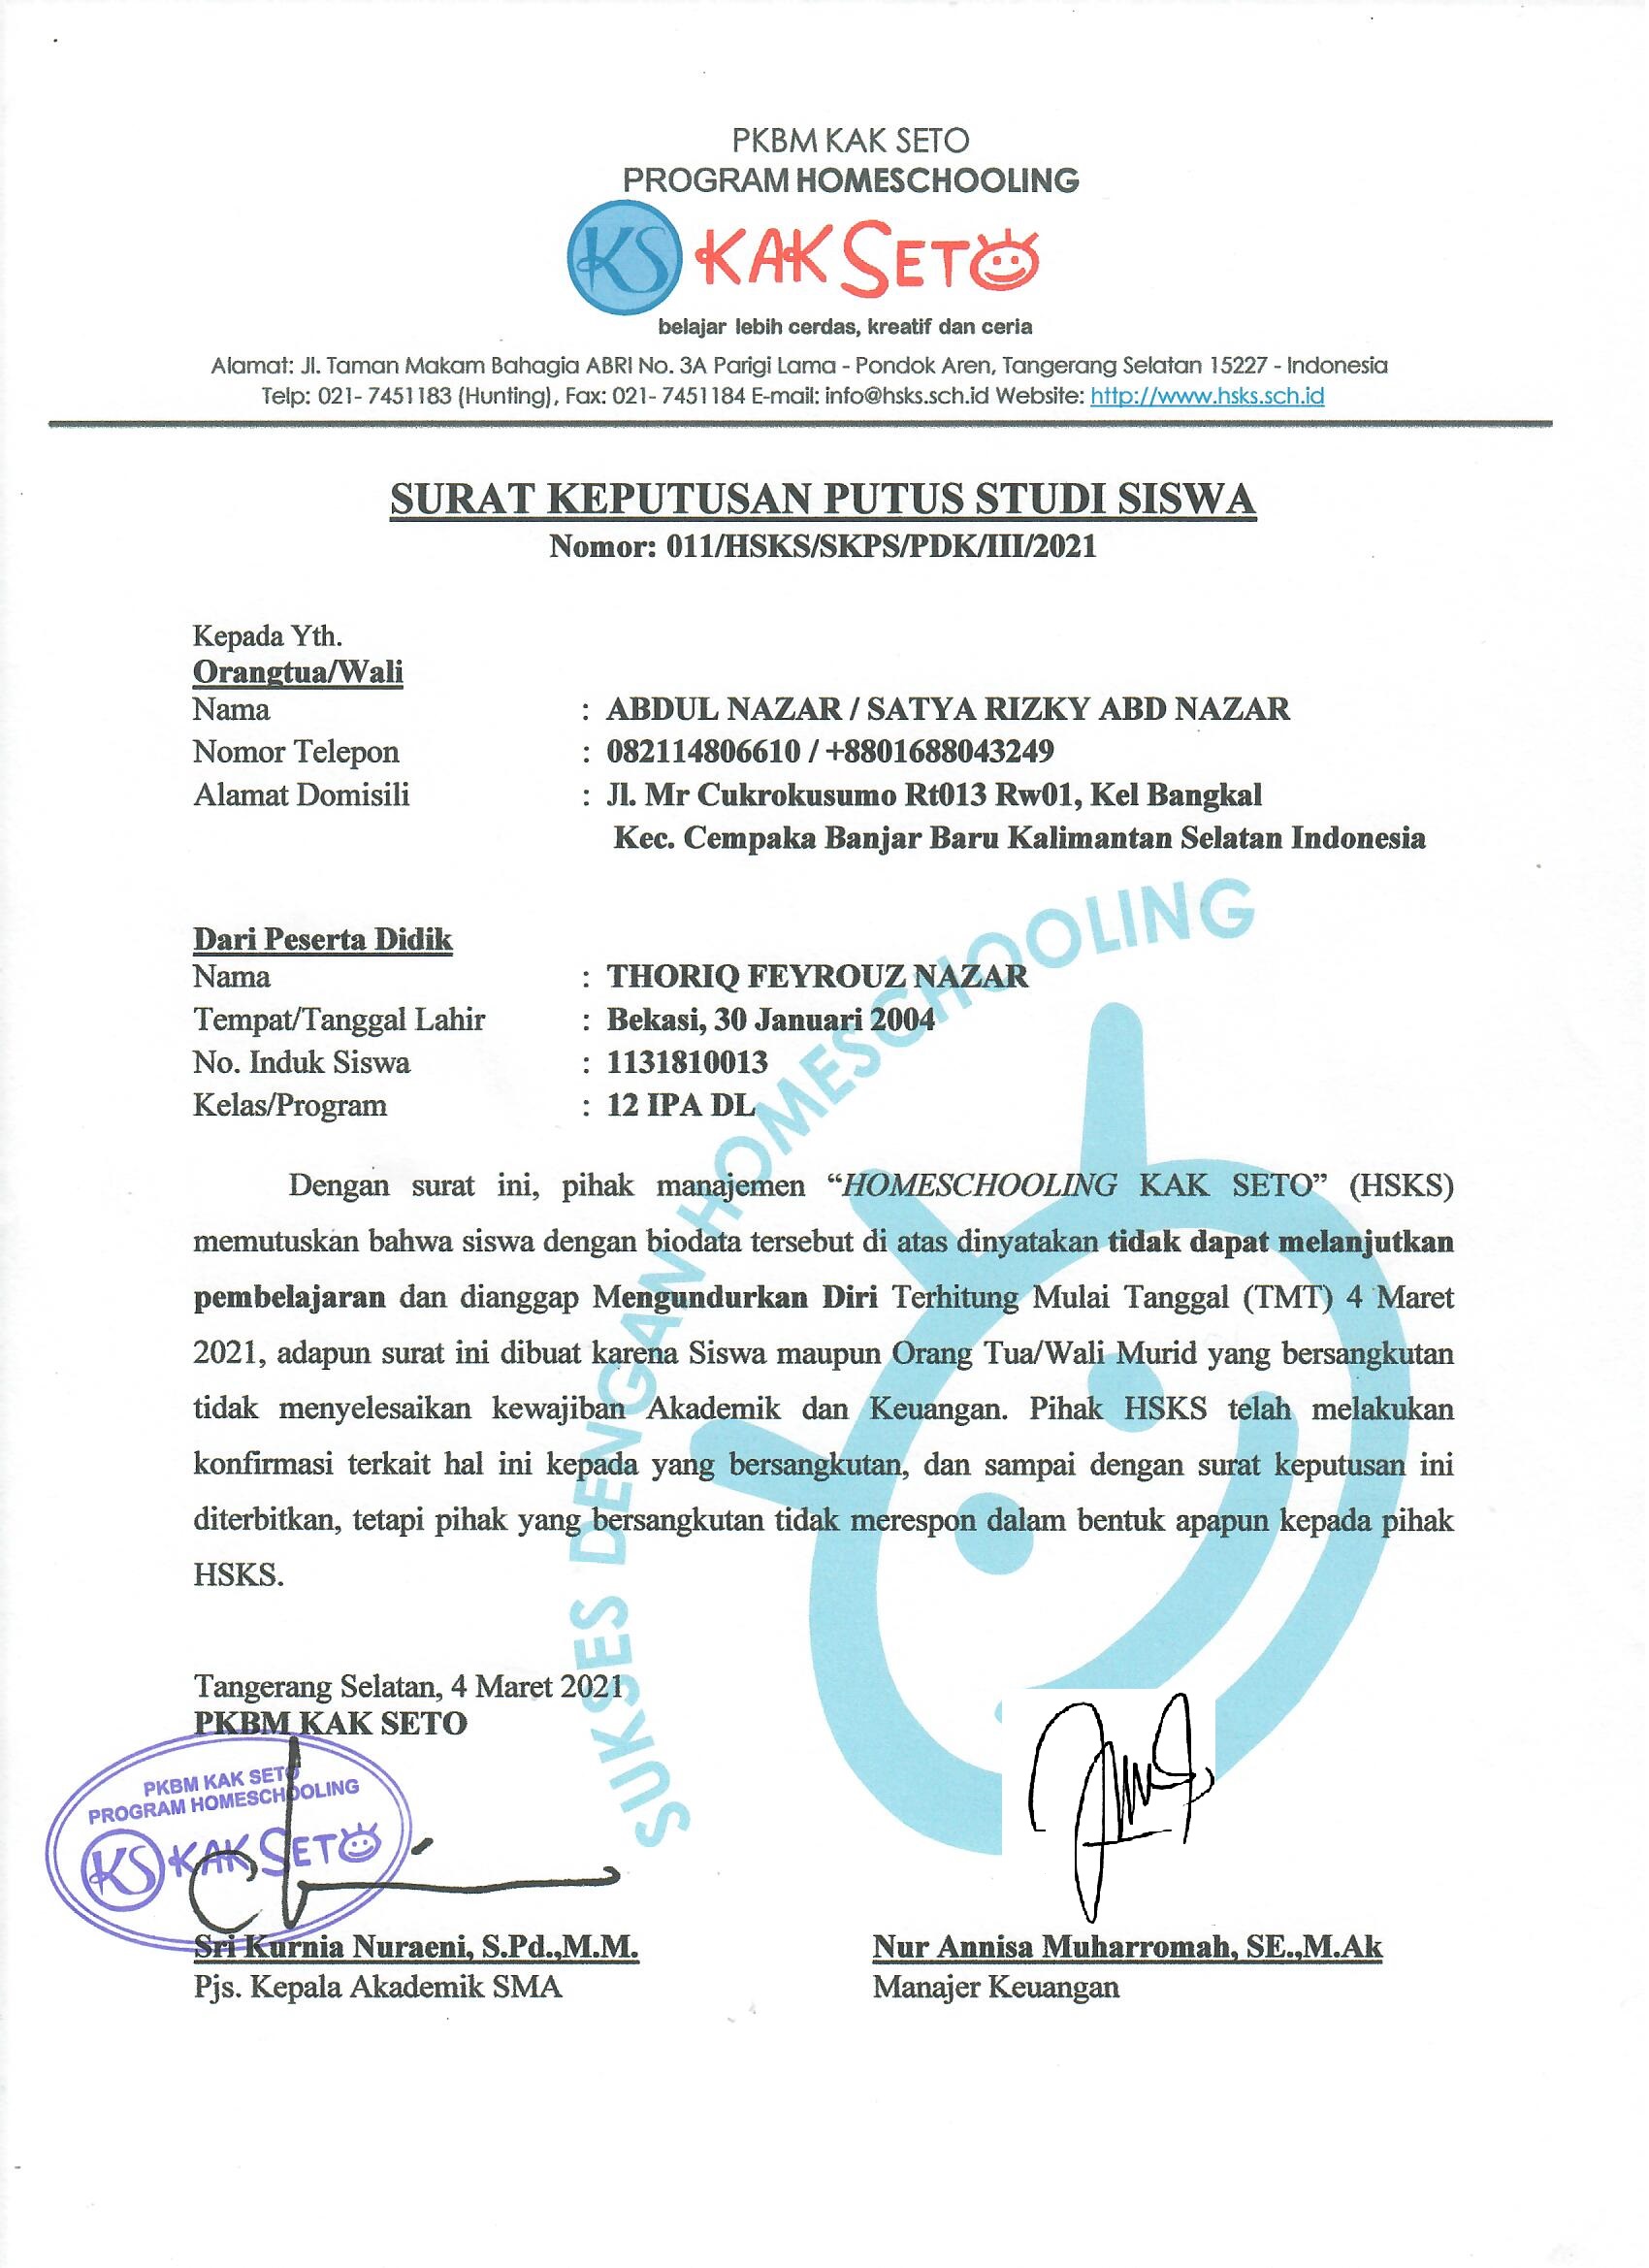 PKBM KAK SETO
PROGRAM HOMESCHOOLING
KS KAK SETO
belajar lebih cerdas, kreatif dan ceria
Alamat: Jl. Taman Makam Bahagia ABRI No. 3A Parigi Lama - Pondok Aren, Tangerang Selatan 15227 - Indonesia
Telp: 021- 7451183 (Hunting), Fax: 021- 7451184 E-mail: info@hsks.sch.id Website: http://www.hsks.sch.id
SURAT KEPUTUSAN PUTUS STUDI SISWA
Nomor: 011/HSKS/SKPS/PDK/III/2021
Kepada Yth.
Orangtua/Wali
Nama : ABDUL NAZAR / SATYA RIZKY ABD NAZAR
Nomor Telepon : 082114806610 / +8801688043249
Alamat Domisili : Jl. Mr Cukrokusumo Rt013 Rw01, Kel Bangkal
Kec. Cempaka Banjar Baru Kalimantan Selatan Indonesia
Dari Peserta Didik
Nama : THORIQ FEYROUZ NAZAR
Tempat/Tanggal Lahir : Bekasi, 30 Januari 2004
No. Induk Siswa : 1131810013
Kelas/Program : 12 IPA DL
Dengan surat ini, pihak manajemen “HOMESCHOOLING KAK SETO” (HSKS)
memutuskan bahwa siswa dengan biodata tersebut di atas dinyatakan tidak dapat melanjutkan
pembelajaran dan dianggap Mengundurkan Diri Terhitung Mulai Tanggal (TMT) 4 Maret
2021, adapun surat ini dibuat karena Siswa maupun Orang Tua/Wali Murid yang bersangkutan
tidak menyelesaikan kewajiban Akademik dan Keuangan. Pihak HSKS telah melakukan
konfirmasi terkait hal ini kepada yang bersangkutan, dan sampai dengan surat keputusan ini
diterbitkan, tetapi pihak yang bersangkutan tidak merespon dalam bentuk apapun kepada pihak
HSKS.
SUKSES DENGAN HOMESCHOOLING
Tangerang Selatan, 4 Maret 2021
PKBM KAK SETO
PKBM KAK SETO
PROGRAM HOMESCHOOLING
KS KAK SETO
Sri Kurnia Nuraeni, S.Pd.,M.M.
Pjs. Kepala Akademik SMA
Nur Annisa Muharromah, SE.,M.Ak
Manajer Keuangan